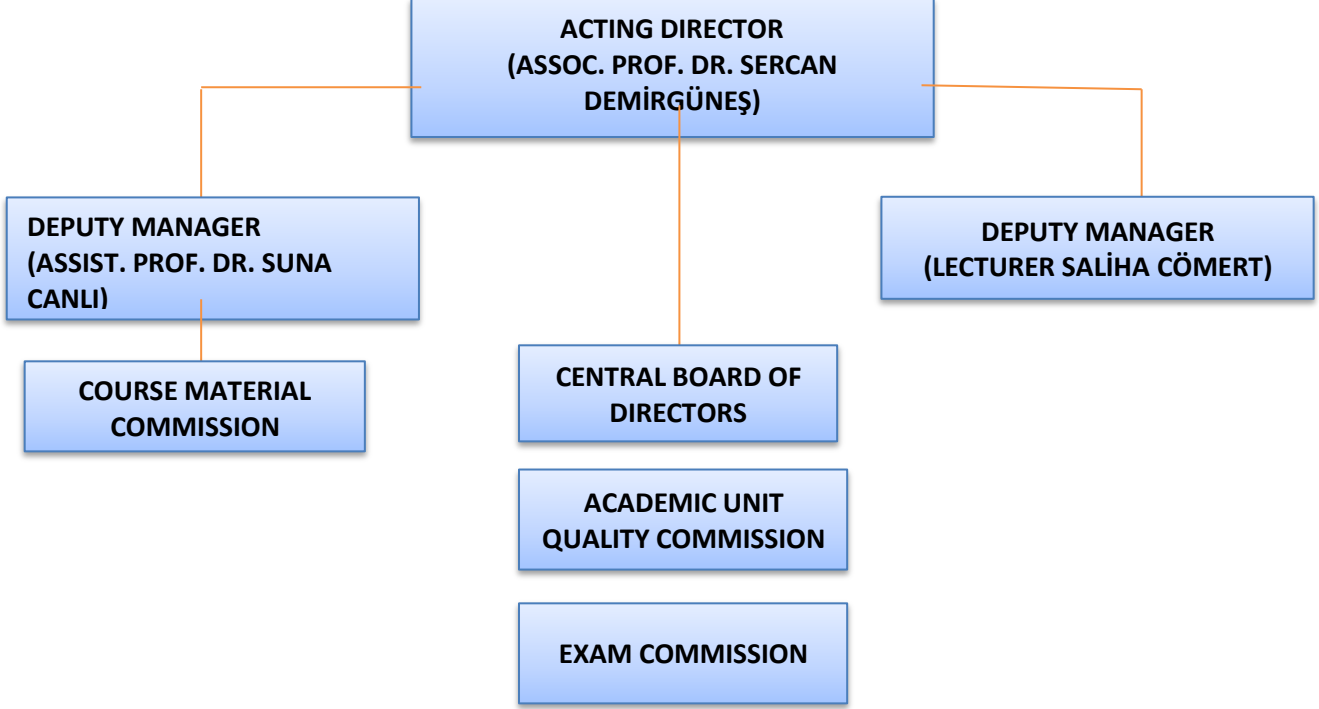 ACTING DIRECTOR
(ASSOC. PROF. DR. SERCAN
DEMİRGÜNEŞ)
DEPUTY MANAGER
(ASSIST. PROF. DR. SUNA
CANLI)
DEPUTY MANAGER
(LECTURER SALİHA CÖMERT)
COURSE MATERIAL
COMMISSION
CENTRAL BOARD OF
DIRECTORS
ACADEMIC UNIT
QUALITY COMMISSION
EXAM COMMISSION